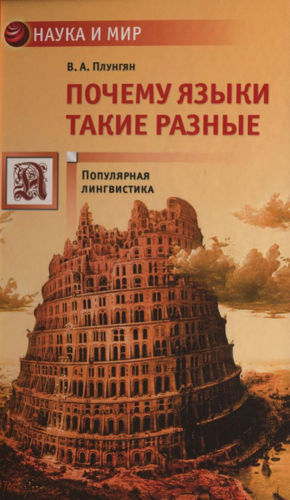 НАУКА И МИР
В. А. Плунгян
ПОЧЕМУ ЯЗЫКИ
ТАКИЕ РАЗНЫЕ
Л
ПОПУЛЯРНАЯ
ЛИНГВИСТИКА